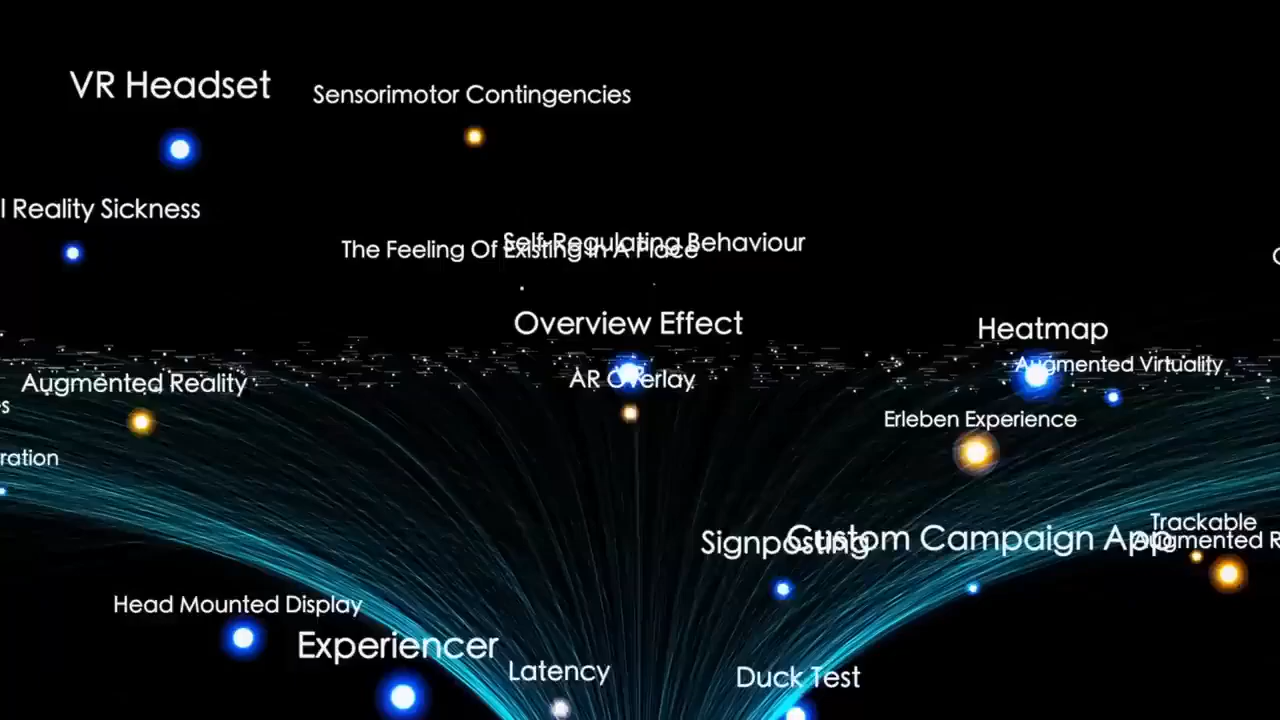 VR Headset
Sensorimotor Contingencies
l Reality Sickness
Self-Regulating Behaviour
The Feeling Of Existing In A Place
Overview Effect
Heatmap
Augmented Virtuality
AR Overlay
Augmented Reality
s
Erleben Experience
ration
Trackable
Custom Campaign App
Signposting
Augmented R
Head Mounted Display
Experiencer
Latency
Duck Test